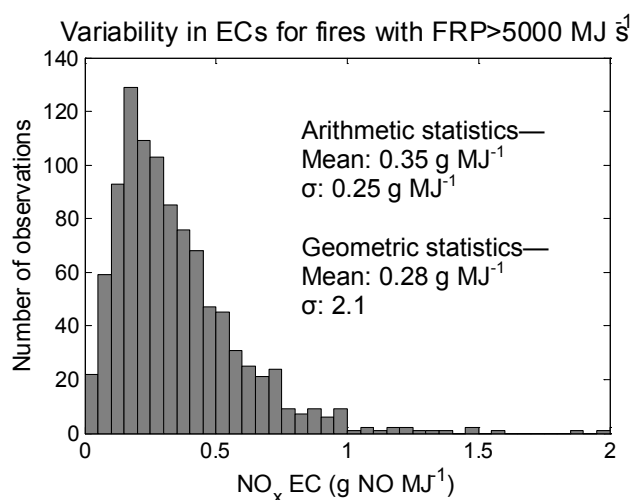 Variability in ECs for fires with FRP>5000 MJ s⁻¹
140
120
100
80
60
40
20
0
Number of observations
Arithmetic statistics—
Mean: 0.35 g MJ⁻¹
σ: 0.25 g MJ⁻¹
Geometric statistics—
Mean: 0.28 g MJ⁻¹
σ: 2.1
0 0.5 1 1.5 2
NOₓ EC (g NO MJ⁻¹)